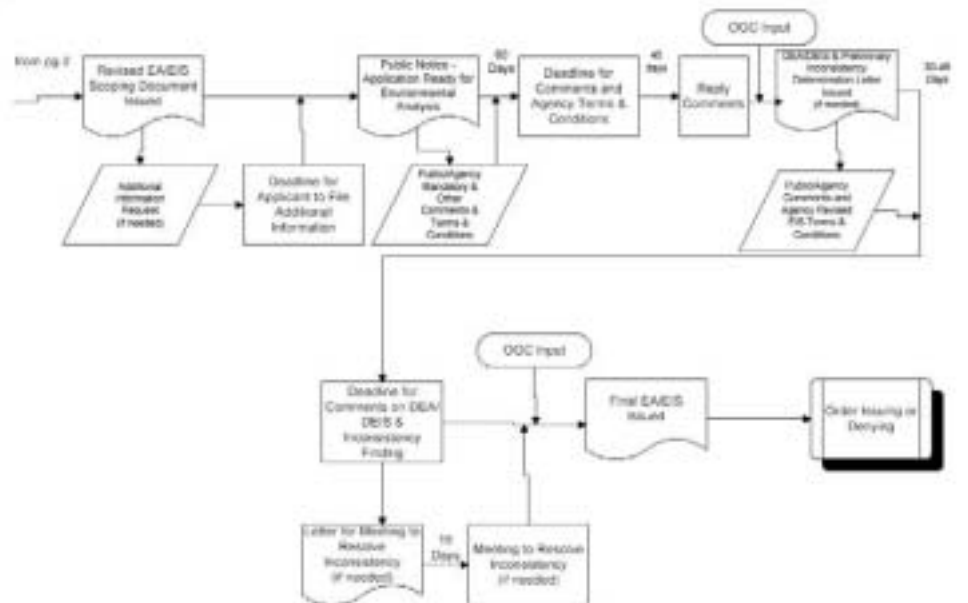 from pg 2
Revised EA/EIS
Scoping Document
Issued
Additional
Information
Request
(if needed)
Deadline for
Applicant to File
Additional
Information
Public Notice -
Application Ready for
Environmental
Analysis
Public/Agency
Mandatory & Other
Comments &
Terms &
Conditions
60
Days
Deadline for
Comments and
Agency Terms &
Conditions
45
Reply
Comments
OGC Input
DEA/DEIS & Preliminary
Inconsistency
Determination Letter
Issued
(if needed)
30-45
Days
Public/Agency
Comments and
Agency Revised
Terms &
Conditions
Deadline for
Comments on DEA/
DEIS &
Inconsistency
Finding
OGC Input
Final EA/EIS
Issued
Order Issuing or
Denying
Letter for Meeting to
Resolve
Inconsistency
(if needed)
Days
Meeting to Resolve
Inconsistency
(if needed)